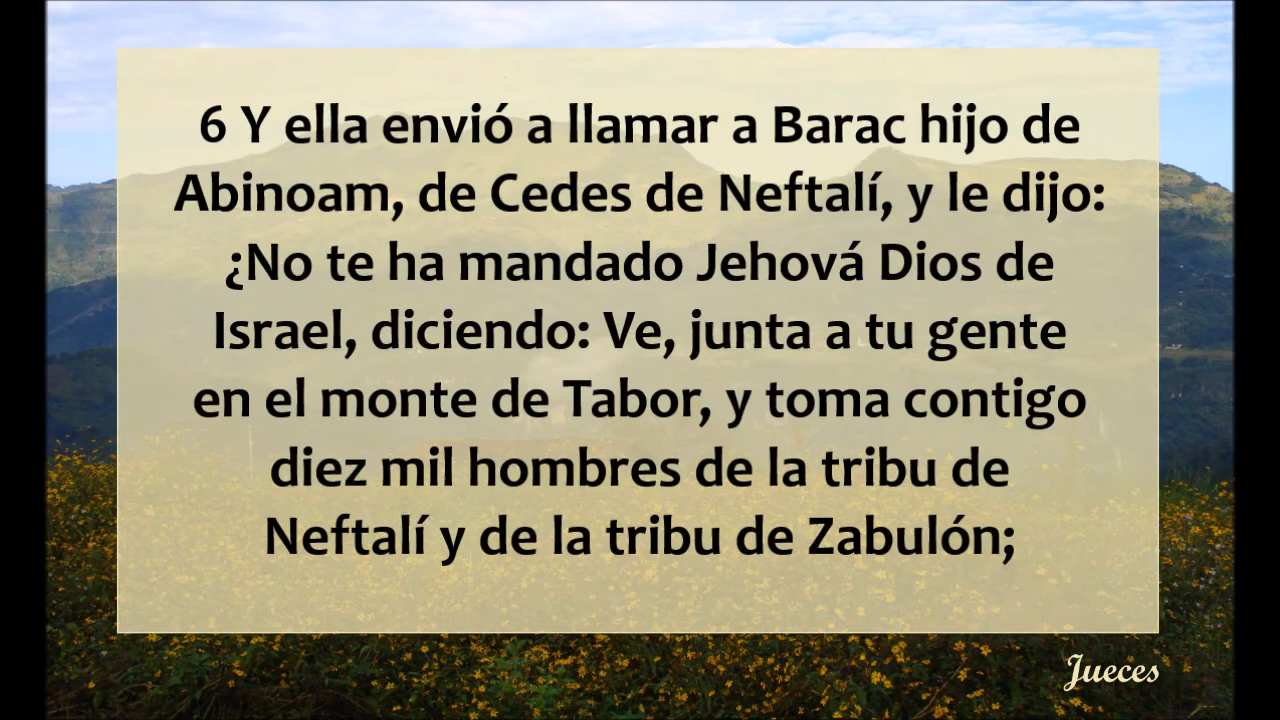 6 Y ella envió a llamar a Barac hijo de
Abinoam, de Cedes de Neftalí, y le dijo:
¿No te ha mandado Jehová Dios de
Israel, diciendo: Ve, junta a tu gente
en el monte de Tabor, y toma contigo
diez mil hombres de la tribu de
Neftalí y de la tribu de Zabulón;
Jueces